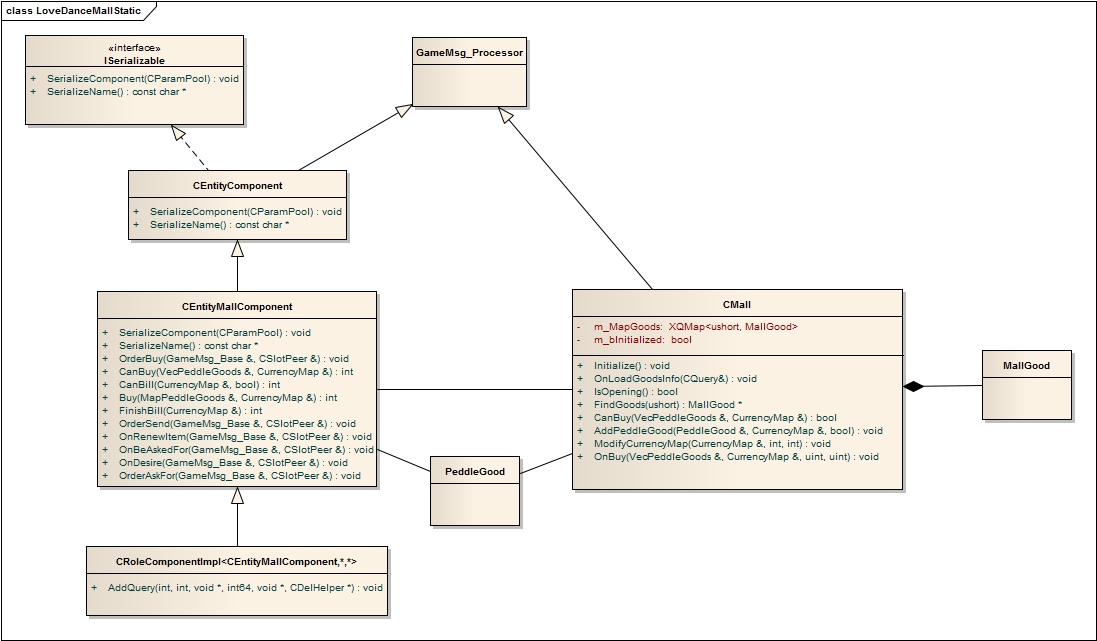 class LoveDanceMallStatic
«interface»
ISerializable
+ SerializeComponent(CParamPool) : void
+ SerializeName() : const char *
GameMsg_Processor
CEntityComponent
+ SerializeComponent(CParamPool) : void
+ SerializeName() : const char *
CEntityMallComponent
+ SerializeComponent(CParamPool) : void
+ SerializeName() : const char *
+ OrderBuy(GameMsg_Base &, CSlotPeer &) : void
+ CanBuy(VecPeddleGoods &, CurrencyMap &) : int
+ CanBill(CurrencyMap &, bool) : int
+ Buy(MapPeddleGoods &, CurrencyMap &) : int
+ FinishBill(CurrencyMap &) : int
+ OrderSend(GameMsg_Base &, CSlotPeer &) : void
+ OnRenewItem(GameMsg_Base &, CSlotPeer &) : void
+ OnBeAskedFor(GameMsg_Base &, CSlotPeer &) : void
+ OnDesire(GameMsg_Base &, CSlotPeer &) : void
+ OrderAskFor(GameMsg_Base &, CSlotPeer &) : void
CMall
- m_MapGoods: XQMap<ushort, MallGood>
- m_bInitialized: bool
+ Initialize() : void
+ OnLoadGoodsInfo(CQuery&) : void
+ IsOpening() : bool
+ FindGoods(ushort) : MallGood *
+ CanBuy(VecPeddleGoods &, CurrencyMap &) : bool
+ AddPeddleGood(PeddleGood &, CurrencyMap &, bool) : void
+ ModifyCurrencyMap(CurrencyMap &, int, int) : void
+ OnBuy(VecPeddleGoods &, CurrencyMap &, uint, uint) : void
MallGood
PeddleGood
CRoleComponentImpl<CEntityMallComponent,*,*>
+ AddQuery(int, int, void *, int64, void *, CDelHelper *) : void